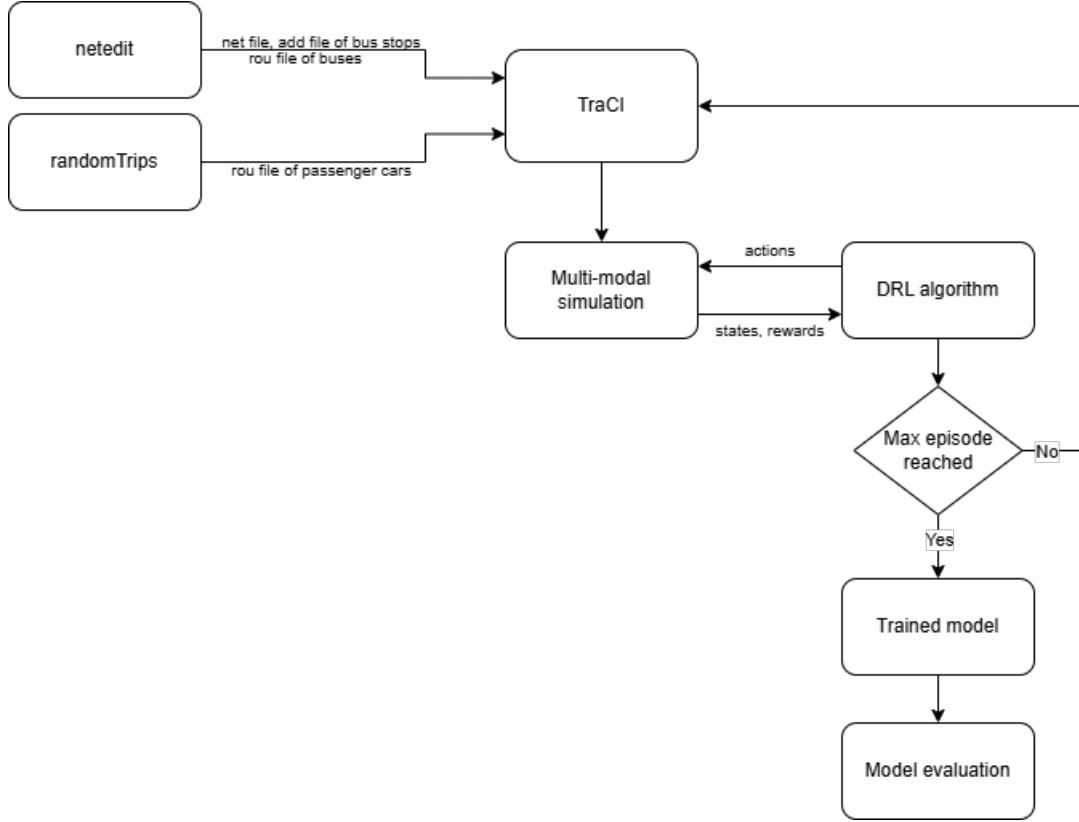 netedit
net file, add file of bus stops
rou file of buses
TraCI
randomTrips
rou file of passenger cars
Multi-modal
simulation
actions
states, rewards
DRL algorithm
Max episode
reached
No
Yes
Trained model
Model evaluation